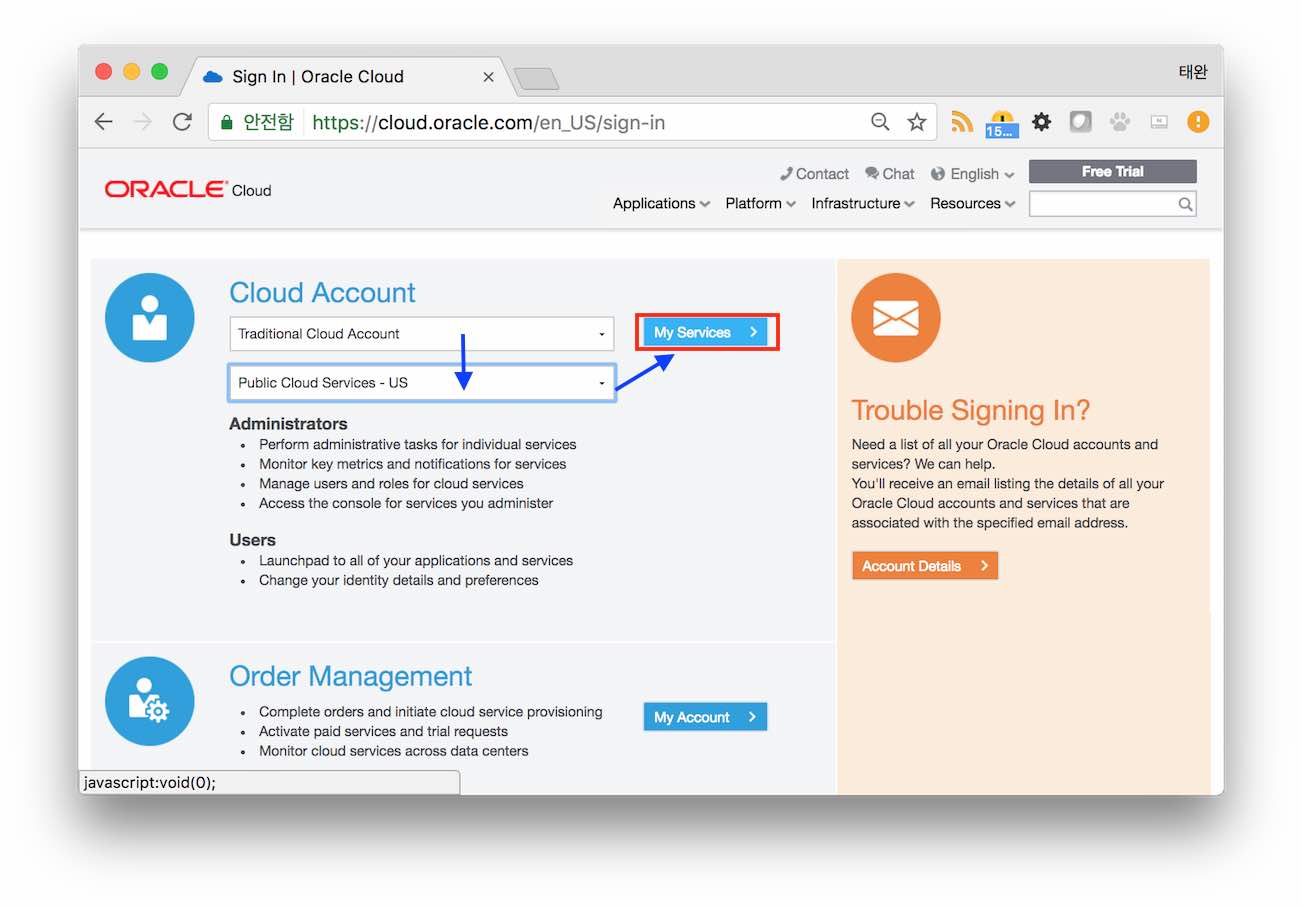 Sign In | Oracle Cloud
태완
안전함
https://cloud.oracle.com/en_US/sign-in
15...
ORACLE Cloud
Contact Chat English Free Trial
Applications Platform Infrastructure Resources
Cloud Account
Traditional Cloud Account
My Services
Public Cloud Services - US
Administrators
• Perform administrative tasks for individual services
• Monitor key metrics and notifications for services
• Manage users and roles for cloud services
• Access the console for services you administer
Users
• Launchpad to all of your applications and services
• Change your identity details and preferences
Trouble Signing In?
Need a list of all your Oracle Cloud accounts and
services? We can help.
You'll receive an email listing the details of all your
Oracle Cloud accounts and services that are
associated with the specified email address.
Account Details
Order Management
• Complete orders and initiate cloud service provisioning
• Activate paid services and trial requests
• Monitor cloud services across data centers
My Account
javascript:void(0);